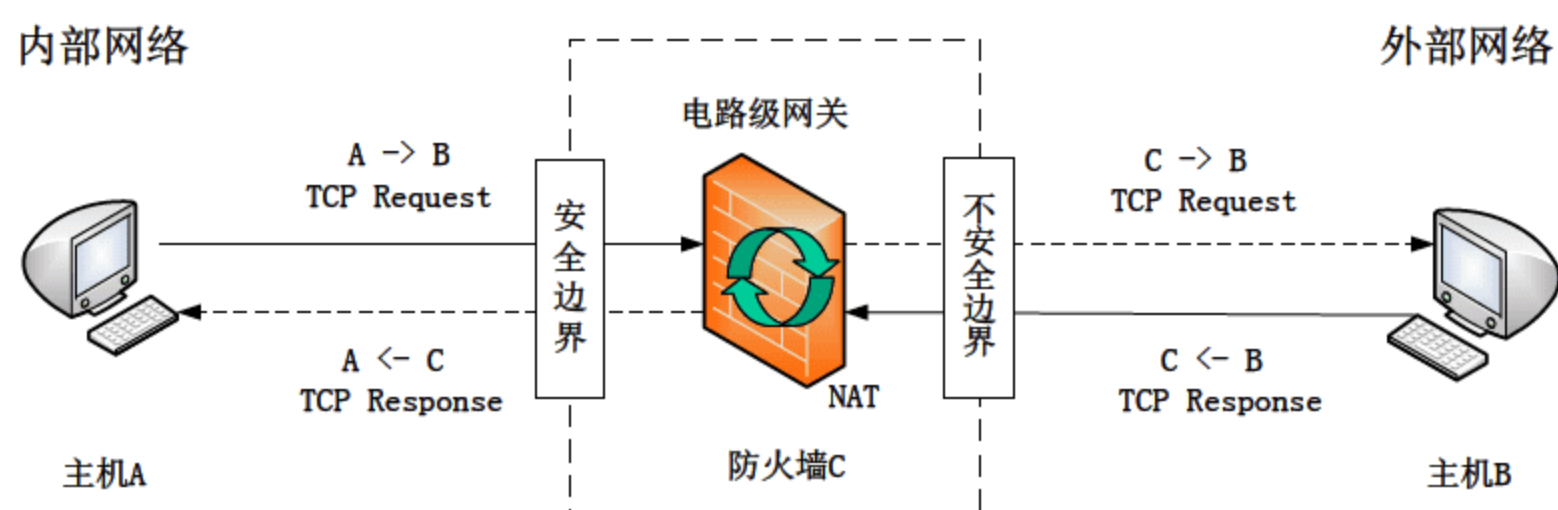 内部网络
外部网络
电路级网关
A -> B
TCP Request
C -> B
TCP Request
安全边界
不安全边界
A <- C
TCP Response
NAT
C <- B
TCP Response
防火墙C
主机A
主机B